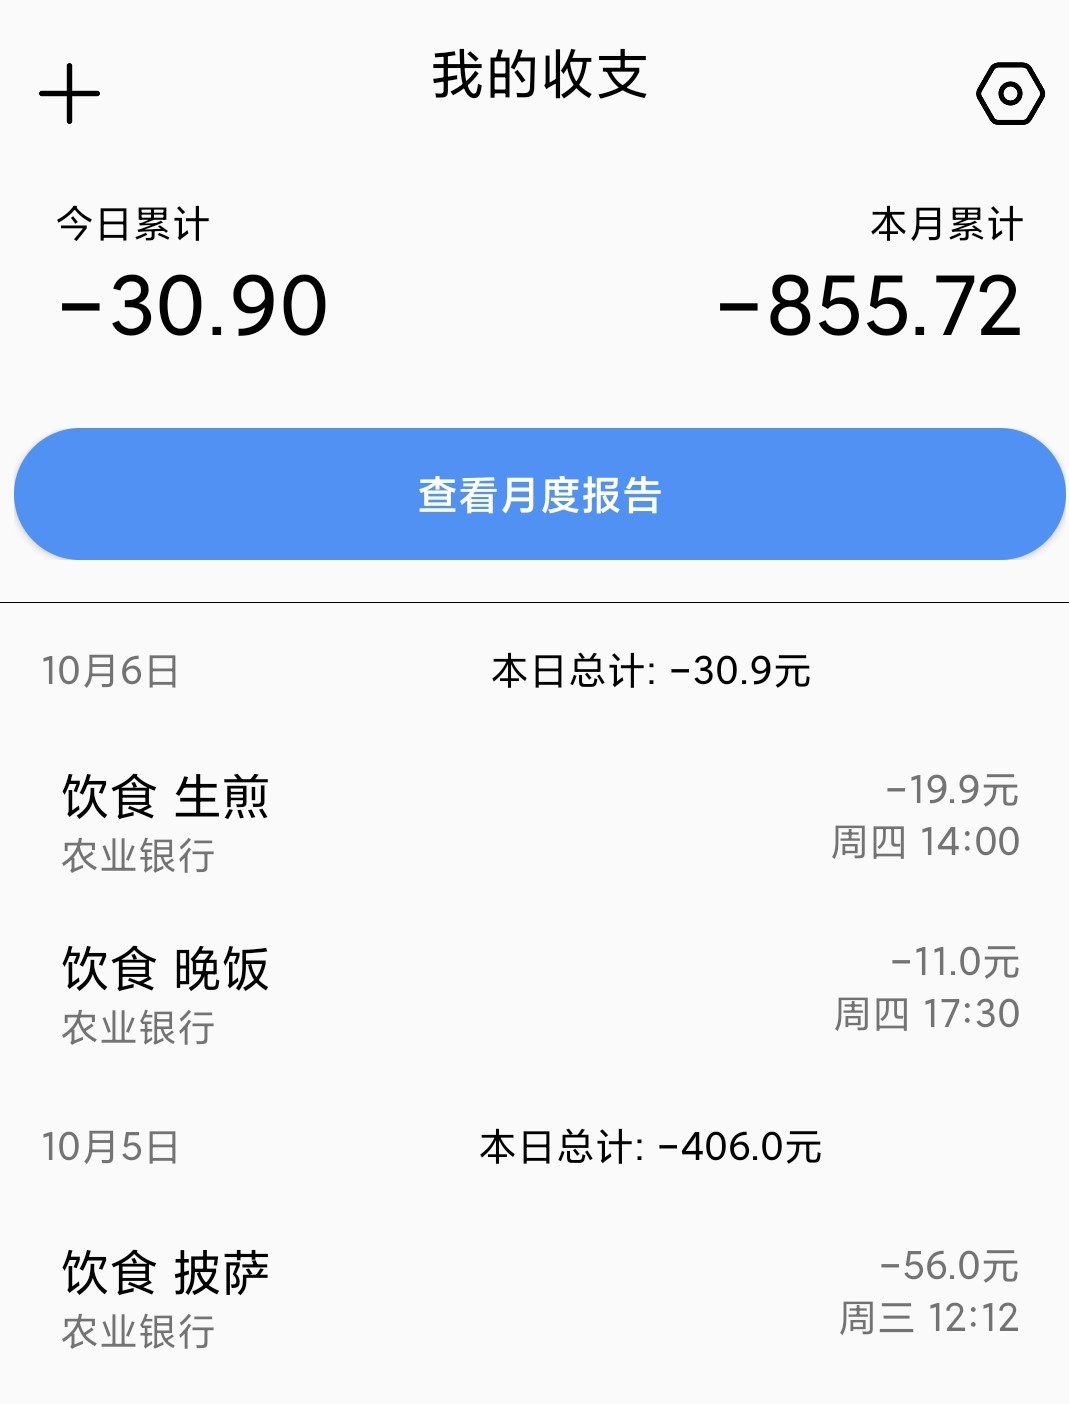 我的收支
今日累计
本月累计
-30.90
-855.72
查看月度报告
10月6日
本日总计: -30.9元
饮食 生煎
-19.9元
农业银行
周四 14:00
饮食 晚饭
-11.0元
农业银行
周四 17:30
10月5日
本日总计: -406.0元
饮食 披萨
-56.0元
农业银行
周三 12:12